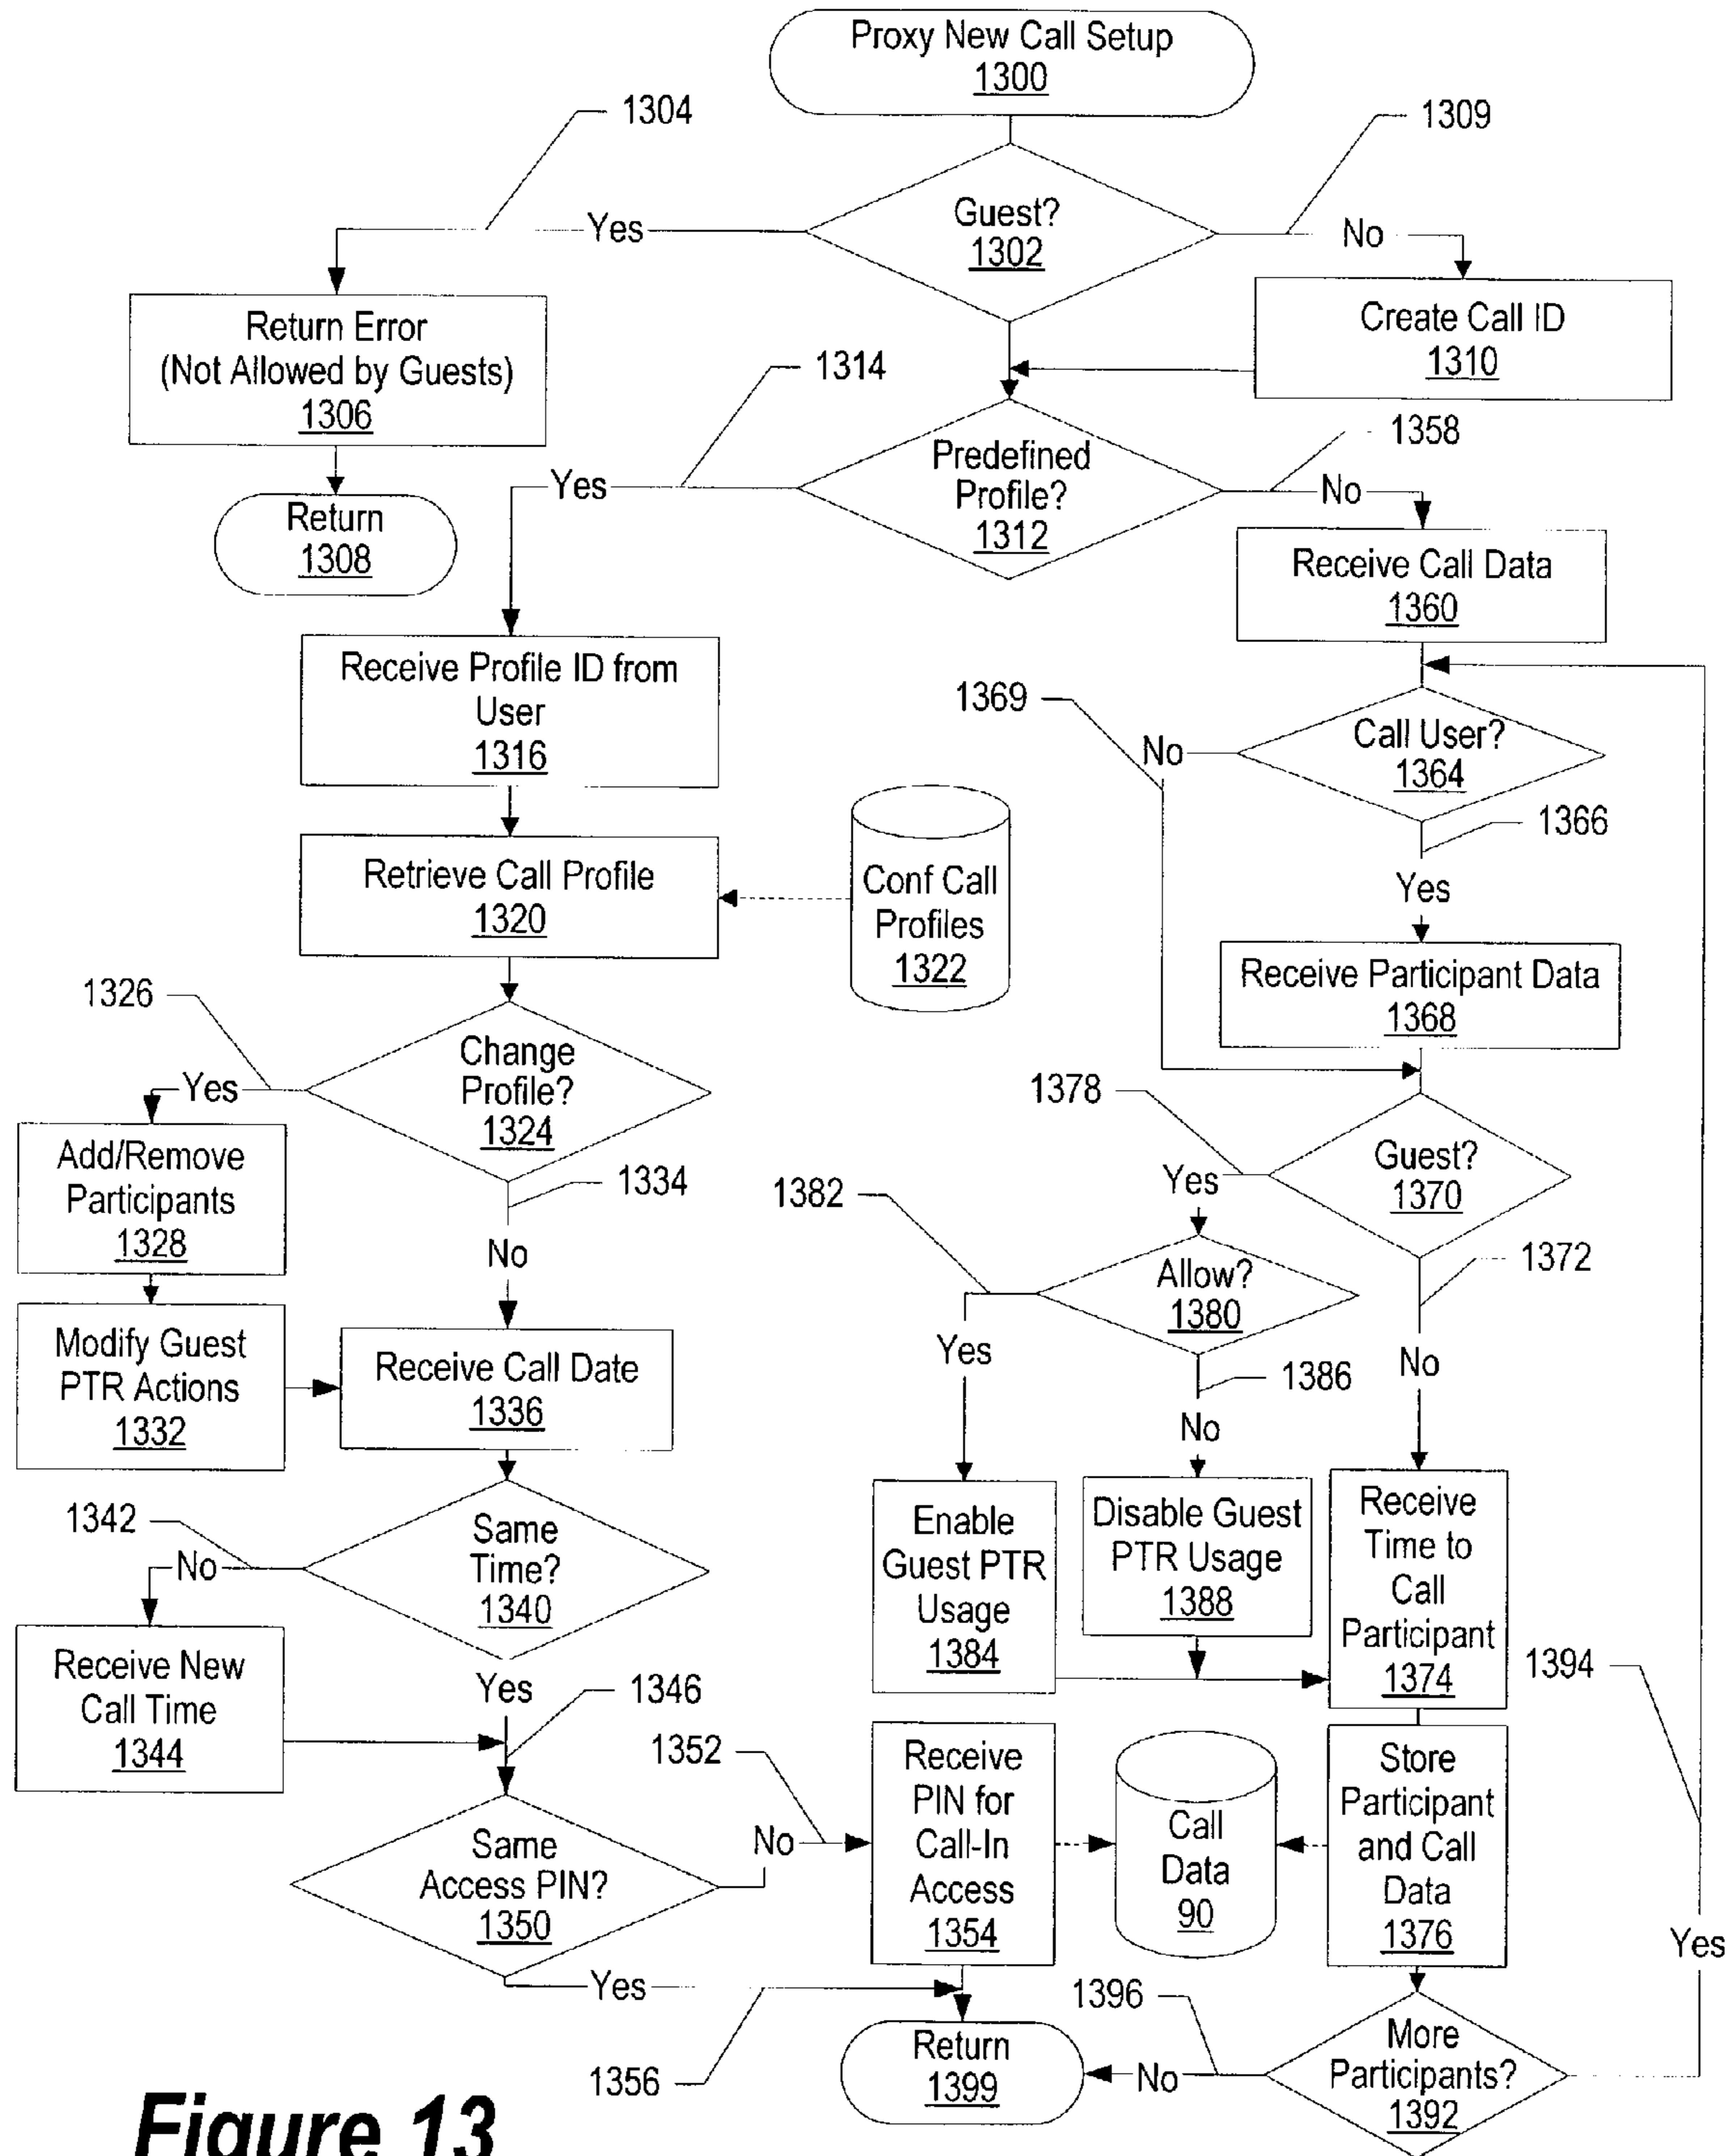 Proxy New Call Setup
1300
1304
1309
Guest?
1302
Yes
No
Return Error
(Not Allowed by Guests)
1306
Create Call ID
1310
1314
1358
Return
1308
Predefined
Profile?
1312
Yes
No
Receive Call Data
1360
Receive Profile ID from
User
1316
1369
Call User?
1364
No
1366
Yes
Retrieve Call Profile
1320
Conf Call
Profiles
1322
Receive Participant Data
1368
1326
Change
Profile?
1324
Yes
1378
Guest?
1370
Yes
Add/Remove
Participants
1328
1334
No
1382
Allow?
1380
1372
Modify Guest
PTR Actions
1332
Receive Call Date
1336
Yes
1386
No
No
1342
Same
Time?
1340
No
Enable
Guest PTR
Usage
1384
Disable Guest
PTR Usage
1388
Receive
Time to
Call
Participant
1374
Receive New
Call Time
1344
Yes
1346
1394
1352
Same
Access PIN?
1350
No
Receive
PIN for
Call-In
Access
1354
Call
Data
90
Store
Participant
and Call
Data
1376
Yes
Yes
1356
1396
Return
1399
No
More
Participants?
1392
Figure 13